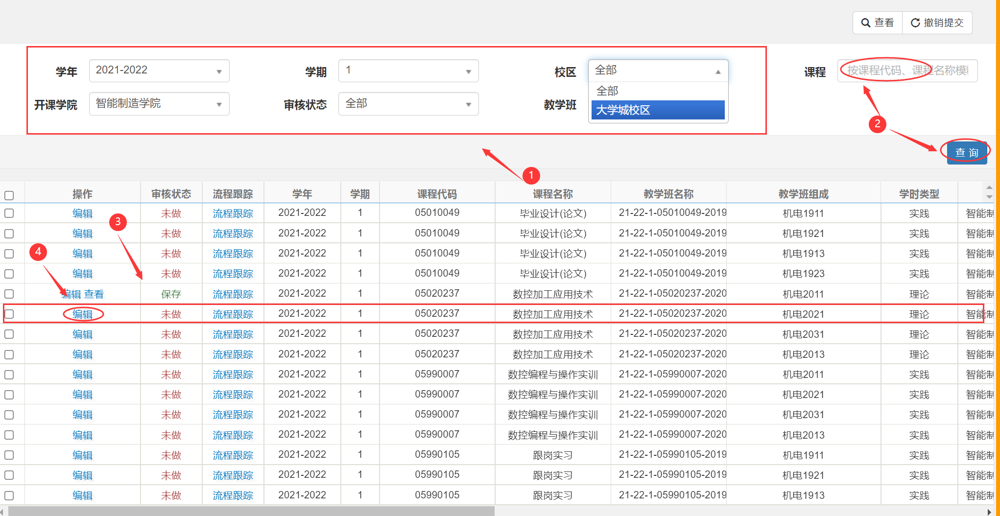 查看 撤销提交
学年 2021-2022 学期 1 校区 全部 课程 按课程代码、课程名称模糊
全部
开课学院 智能制造学院 审核状态 全部 教学班 大学城校区
2
查 询
1
操作 审核状态 流程跟踪 学年 学期 课程代码 课程名称 教学班名称 教学班组成 学时类型
编辑 未做 流程跟踪 2021-2022 1 05010049 毕业设计(论文) 21-22-1-05010049-2019 机电1911 实践 智能制
3
编辑 未做 流程跟踪 2021-2022 1 05010049 毕业设计(论文) 21-22-1-05010049-2019 机电1921 实践 智能制
4
编辑 未做 流程跟踪 2021-2022 1 05010049 毕业设计(论文) 21-22-1-05010049-2019 机电1913 实践 智能制
编辑 未做 流程跟踪 2021-2022 1 05010049 毕业设计(论文) 21-22-1-05010049-2019 机电1923 实践 智能制
编辑 查看 保存 流程跟踪 2021-2022 1 05020237 数控加工应用技术 21-22-1-05020237-2020 机电2011 理论 智能制
编辑 未做 流程跟踪 2021-2022 1 05020237 数控加工应用技术 21-22-1-05020237-2020 机电2021 理论 智能制
编辑 未做 流程跟踪 2021-2022 1 05020237 数控加工应用技术 21-22-1-05020237-2020 机电2031 理论 智能制
编辑 未做 流程跟踪 2021-2022 1 05020237 数控加工应用技术 21-22-1-05020237-2020 机电2013 理论 智能制
编辑 未做 流程跟踪 2021-2022 1 05990007 数控编程与操作实训 21-22-1-05990007-2020 机电2011 实践 智能制
编辑 未做 流程跟踪 2021-2022 1 05990007 数控编程与操作实训 21-22-1-05990007-2020 机电2021 实践 智能制
编辑 未做 流程跟踪 2021-2022 1 05990007 数控编程与操作实训 21-22-1-05990007-2020 机电2031 实践 智能制
编辑 未做 流程跟踪 2021-2022 1 05990007 数控编程与操作实训 21-22-1-05990007-2020 机电2013 实践 智能制
编辑 未做 流程跟踪 2021-2022 1 05990105 跟岗实习 21-22-1-05990105-2019 机电1911 实践 智能制
编辑 未做 流程跟踪 2021-2022 1 05990105 跟岗实习 21-22-1-05990105-2019 机电1921 实践 智能制
编辑 未做 流程跟踪 2021-2022 1 05990105 跟岗实习 21-22-1-05990105-2019 机电1913 实践 智能制